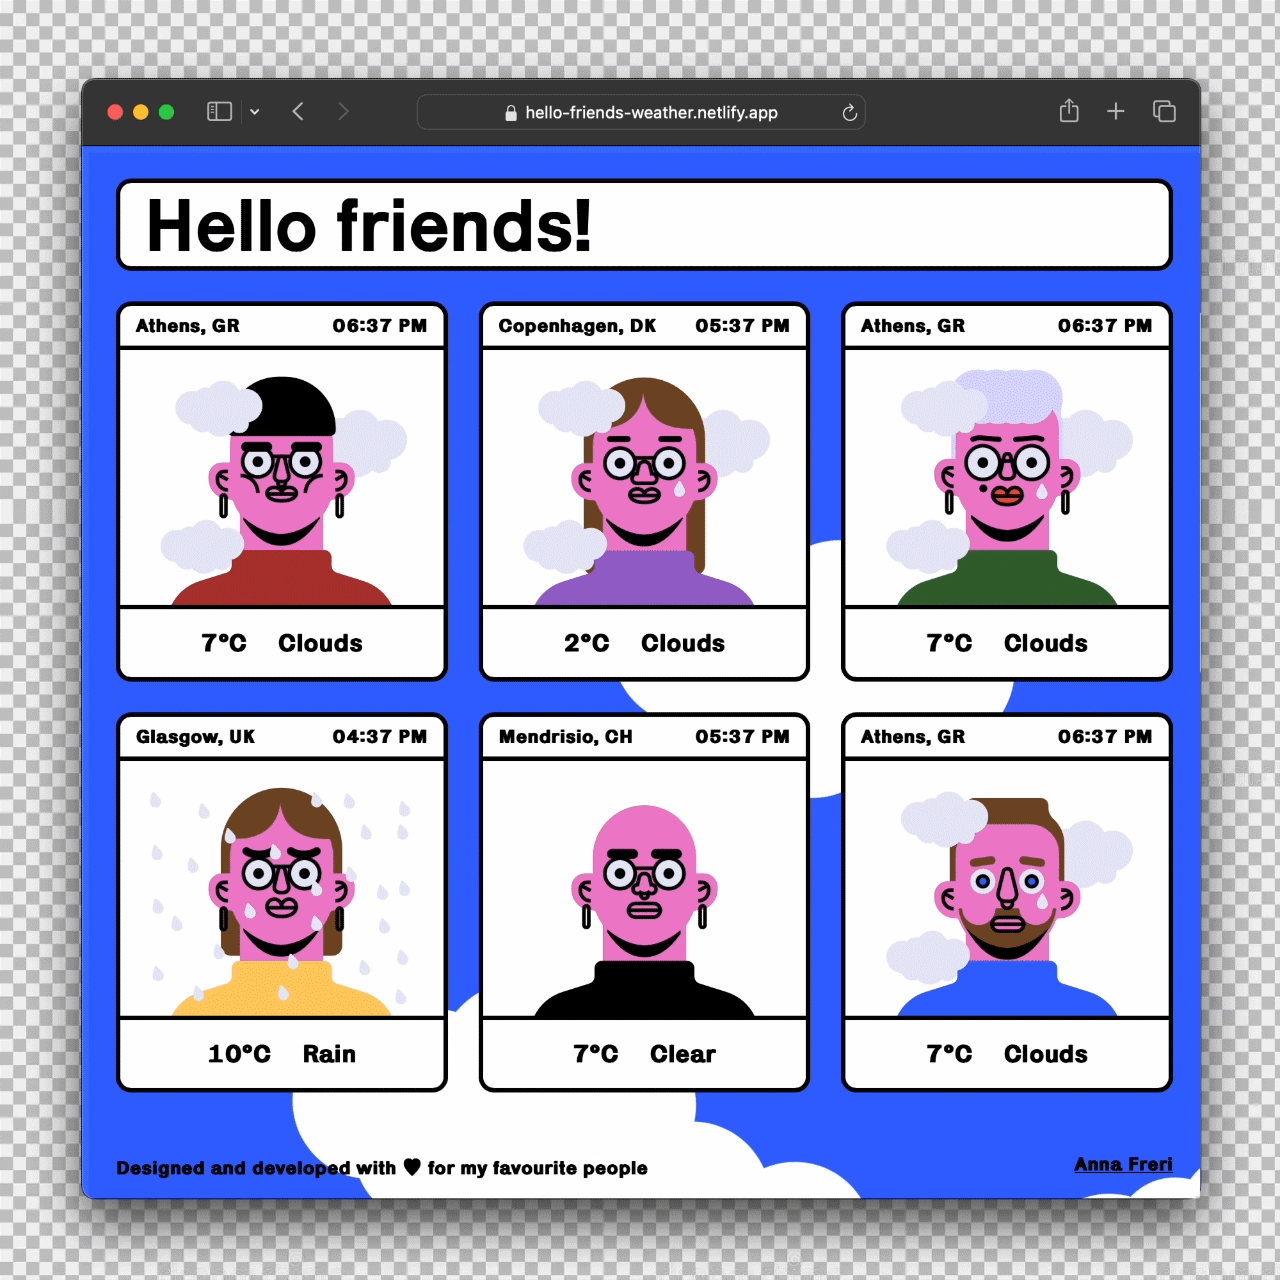 hello-friends-weather.netlify.app
Hello friends!
Athens, GR 06:37 PM
7°C Clouds
Copenhagen, DK 05:37 PM
2°C Clouds
Athens, GR 06:37 PM
7°C Clouds
Glasgow, UK 04:37 PM
10°C Rain
Mendrisio, CH 05:37 PM
7°C Clear
Athens, GR 06:37 PM
7°C Clouds
Designed and developed with ♥ for my favourite people
Anna Freri